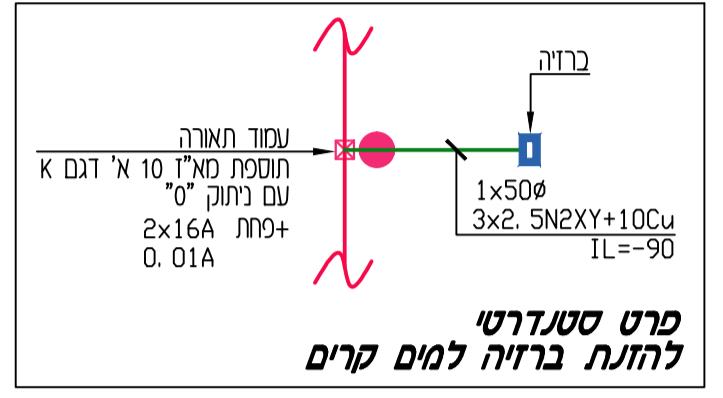 ברזיה
עמוד תאורה
תוספת מא"ז 10 א' דגם K
עם ניתוק "0"
+פחת 2x16A
0.01A
1x50ø
3x2.5N2XY+10Cu
IL=-90
פרט סטנדרטי
להזנת ברזיה למים קרים